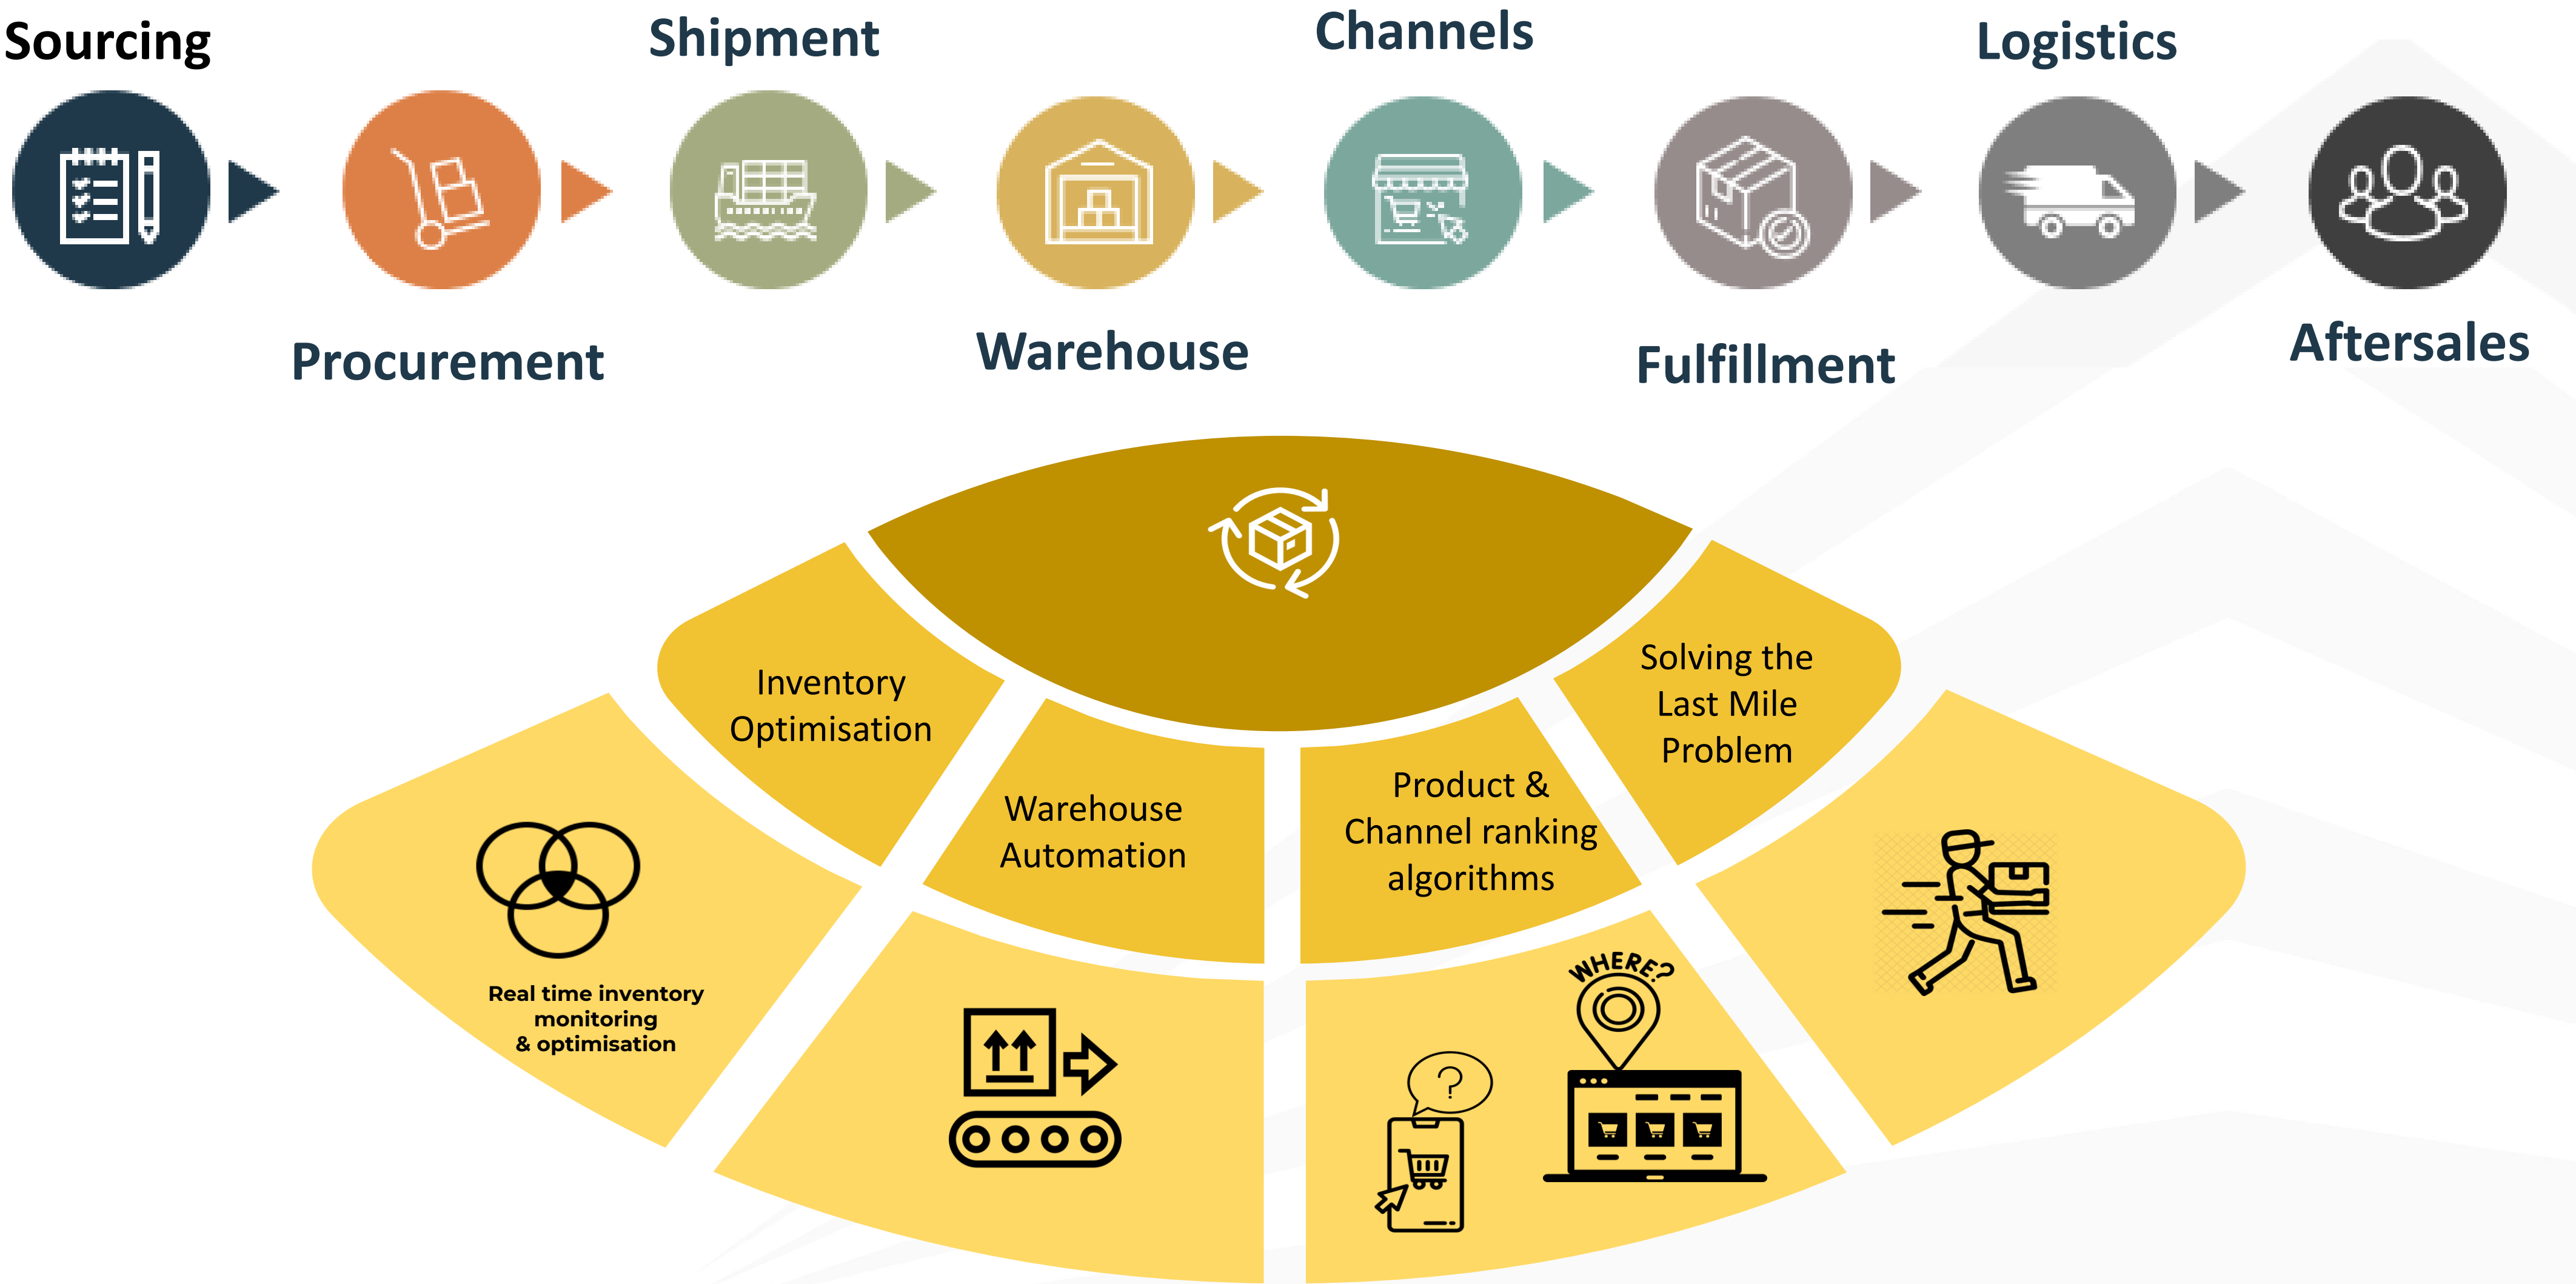 Sourcing
Shipment
Channels
Logistics
Procurement
Warehouse
Fulfillment
Aftersales
Inventory
Optimisation
Warehouse
Automation
Product &
Channel ranking
algorithms
Solving the
Last Mile
Problem
Real time inventory
monitoring
& optimisation
?
WHERE?